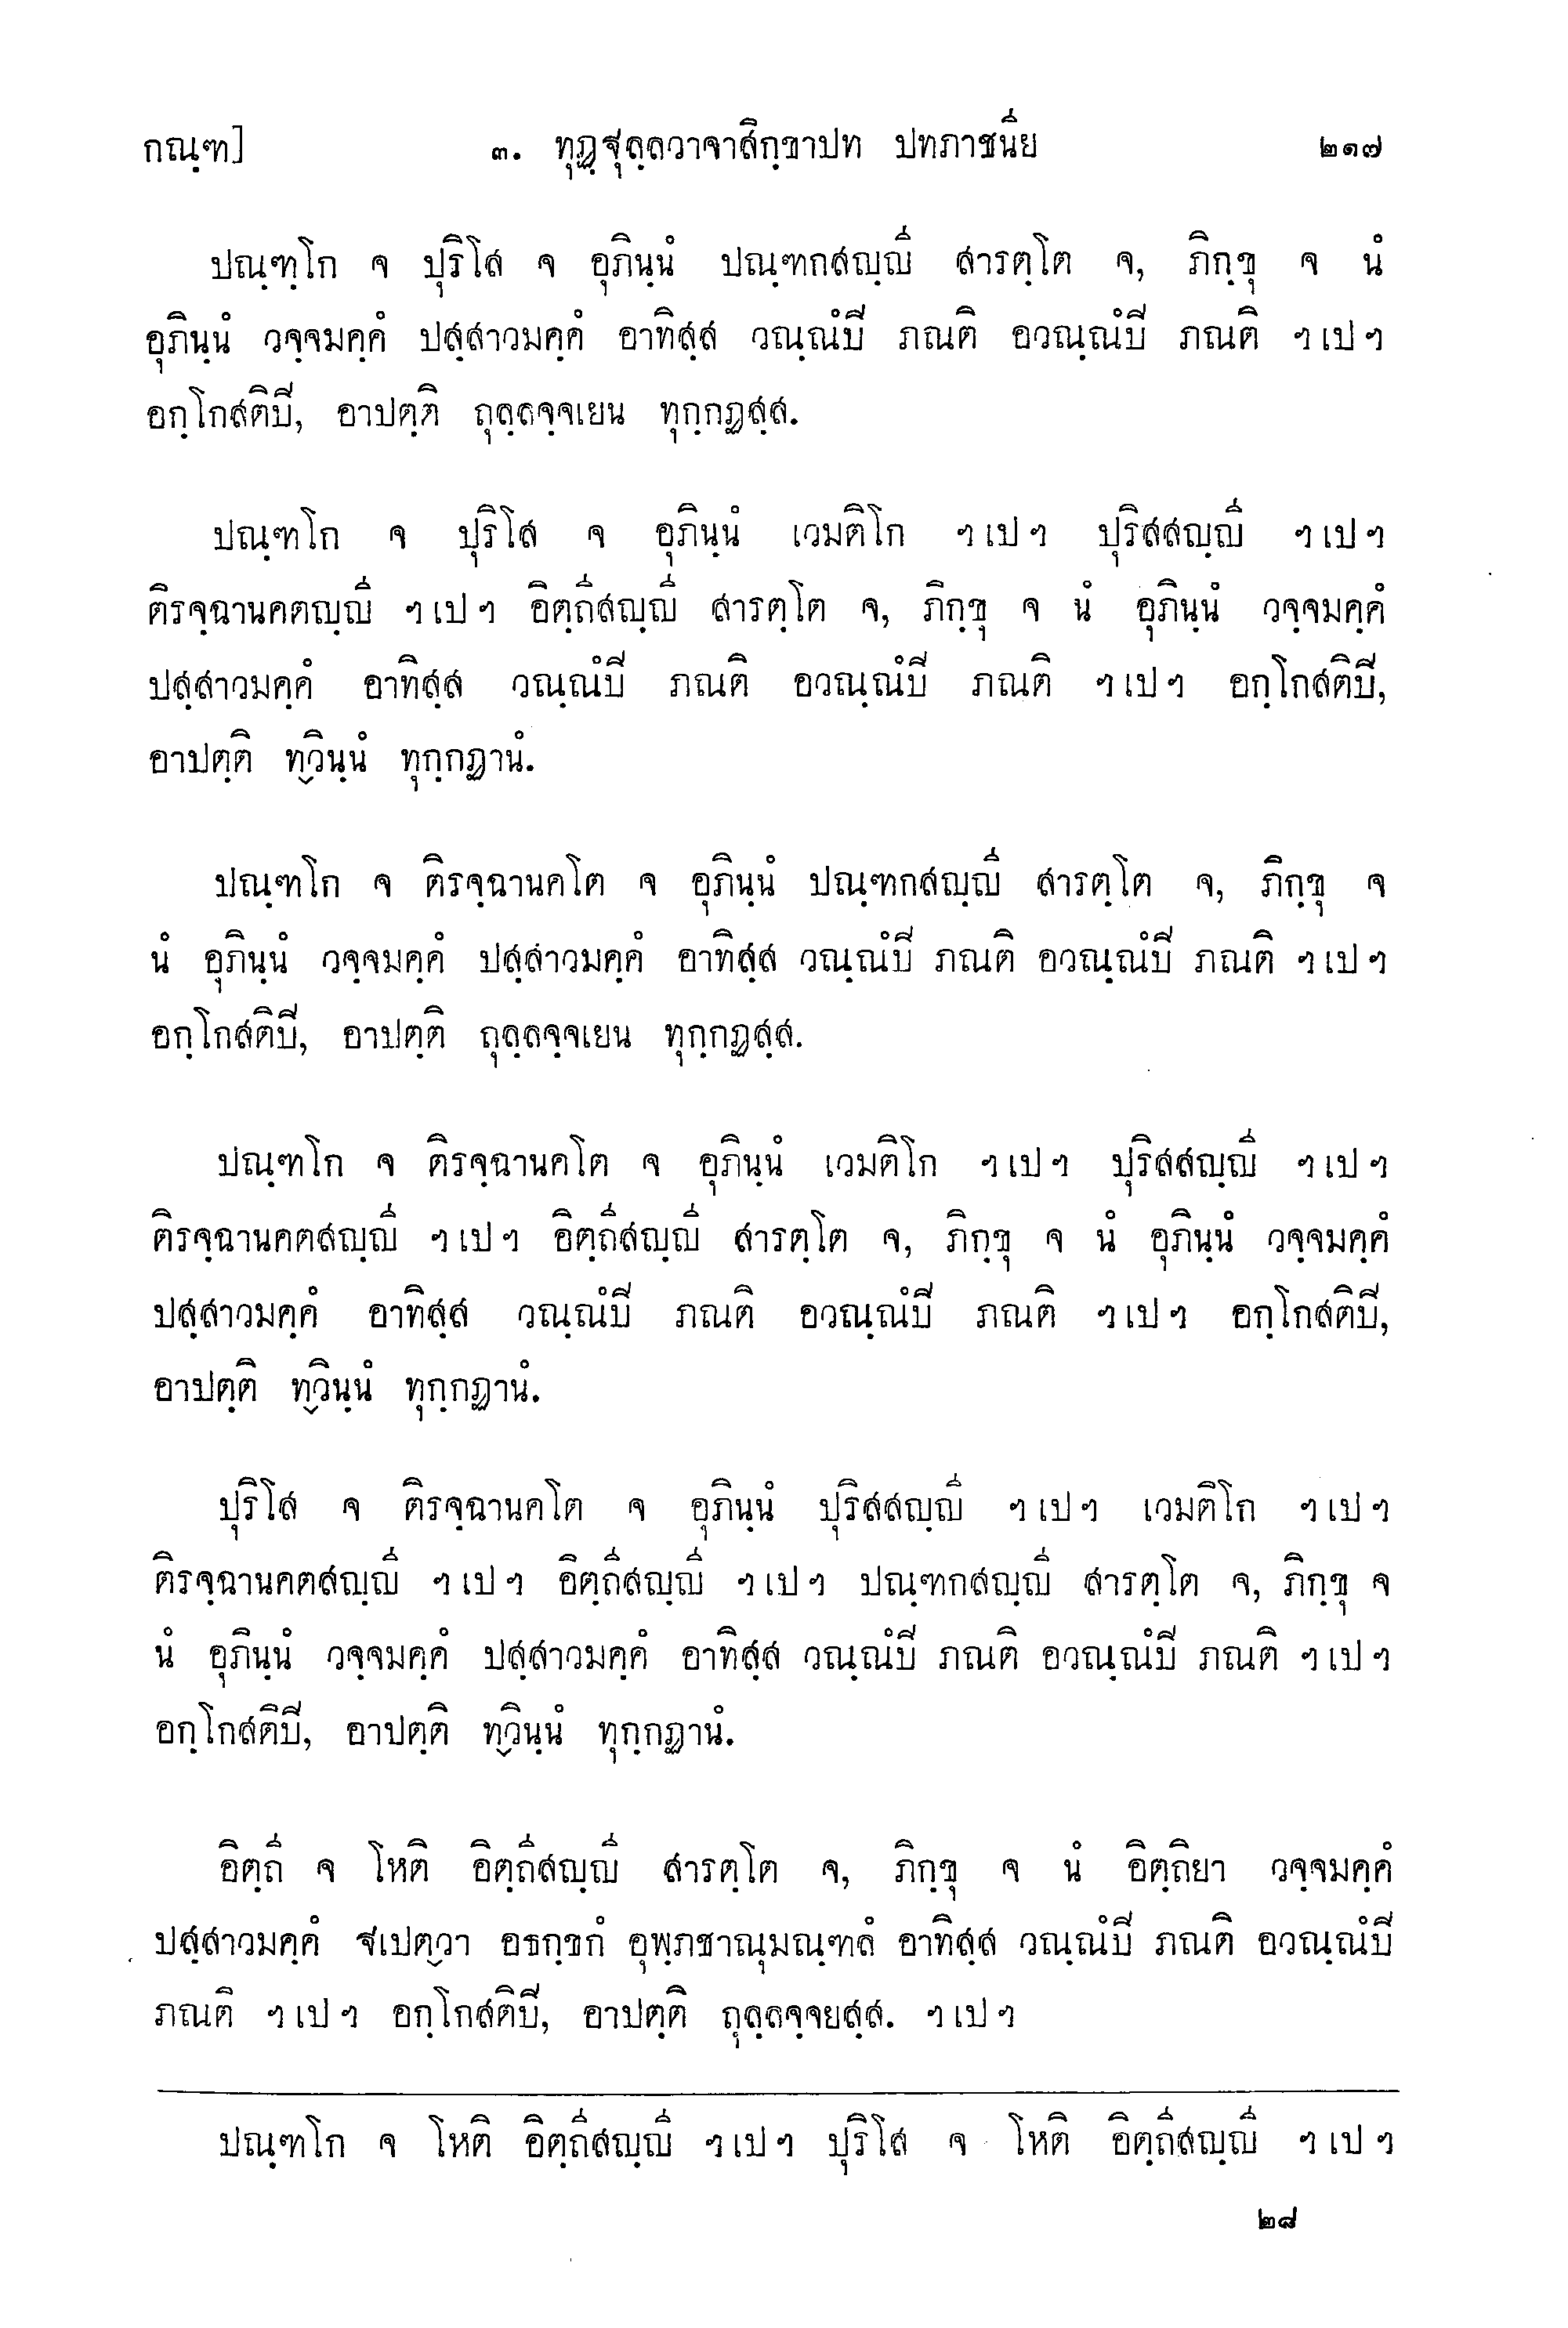 กณฺฑ] ๓. ทุฏฺฐุลฺลวาจาสิกฺขาปท ปทภาชนีย ๒๑๗
ปณฺฑฺโก จ ปุริโส จ อุภินฺนํ ปณฺฑกสญฺญี สารตฺโต จ, ภิกฺขุ จ นํ
อุภินฺนํ วจฺจมคฺคํ ปสฺสาวมคฺคํ อาทิสฺส วณฺณํปิ ภณติ อวณฺณํปิ ภณติ ฯเปฯ
อกฺโกสติปิ, อาปตฺติ ถุลฺลจฺจเยน ทุกฺกฏสฺส.
ปณฺฑโก จ ปุริโส จ อุภินฺนํ เวมติโก ฯเปฯ ปุริสสญฺญี ฯเปฯ
ติรจฺฉานคตญฺญี ฯเปฯ อิตฺถีสญฺญี สารตฺโต จ, ภิกฺขุ จ นํ อุภินฺนํ วจฺจมคฺคํ
ปสฺสาวมคฺคํ อาทิสฺส วณฺณํปิ ภณติ อวณฺณํปิ ภณติ ฯเปฯ อกฺโกสติปิ,
อาปตฺติ ทฺวินฺนํ ทุกฺกฏานํ.
ปณฺฑโก จ ติรจฺฉานคโต จ อุภินฺนํ ปณฺฑกสญฺญี สารตฺโต จ, ภิกฺขุ จ
นํ อุภินฺนํ วจฺจมคฺคํ ปสฺสาวมคฺคํ อาทิสฺส วณฺณํปิ ภณติ อวณฺณํปิ ภณติ ฯเปฯ
อกฺโกสติปิ, อาปตฺติ ถุลฺลจฺจเยน ทุกฺกฏสฺส.
ปณฺฑโก จ ติรจฺฉานคโต จ อุภินฺนํ เวมติโก ฯเปฯ ปุริสสญฺญี ฯเปฯ
ติรจฺฉานคตสญฺญี ฯเปฯ อิตฺถีสญฺญี สารตฺโต จ, ภิกฺขุ จ นํ อุภินฺนํ วจฺจมคฺคํ
ปสฺสาวมคฺคํ อาทิสฺส วณฺณํปิ ภณติ อวณฺณํปิ ภณติ ฯเปฯ อกฺโกสติปิ,
อาปตฺติ ทฺวินฺนํ ทุกฺกฏานํ.
ปุริโส จ ติรจฺฉานคโต จ อุภินฺนํ ปุริสสญฺญี ฯเปฯ เวมติโก ฯเปฯ
ติรจฺฉานคตสญฺญี ฯเปฯ อิตฺถีสญฺญี ฯเปฯ ปณฺฑกสญฺญี สารตฺโต จ, ภิกฺขุ จ
นํ อุภินฺนํ วจฺจมคฺคํ ปสฺสาวมคฺคํ อาทิสฺส วณฺณํปิ ภณติ อวณฺณํปิ ภณติ ฯเปฯ
อกฺโกสติปิ, อาปตฺติ ทฺวินฺนํ ทุกฺกฏานํ.
อิตฺถี จ โหติ อิตฺถีสญฺญี สารตฺโต จ, ภิกฺขุ จ นํ อิตฺถิยา วจฺจมคฺคํ
ปสฺสาวมคฺคํ ฐเปตฺวา อธกฺขกํ อุพฺภชาณุมณฺฑลํ อาทิสฺส วณฺณํปิ ภณติ อวณฺณํปิ
ภณติ ฯเปฯ อกฺโกสติปิ, อาปตฺติ ถุลฺลจฺจยสฺส. ฯเปฯ
ปณฺฑโก จ โหติ อิตฺถีสญฺญี ฯเปฯ ปุริโส จ โหติ อิตฺถีสญฺญี ฯเปฯ
๒๘